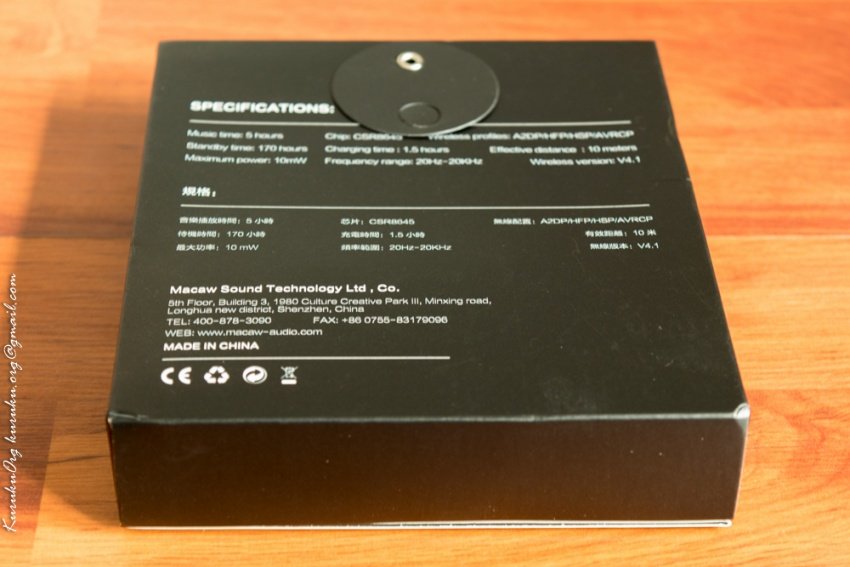 SPECIFICATIONS:
Music time: 5 hours Chip: CSR8645 Wireless profiles: A2DP/HFP/HSP/AVRCP
Standby time: 170 hours Charging time : 1.5 hours Effective distance : 10 meters
Maximum power: 10mW Frequency range: 20Hz-20KHz Wireless version: V4.1
規格：
音樂播放時間：5 小時 芯片：CSR8645 無線配置：A2DP/HFP/HSP/AVRCP
待機時間：170 小時 充電時間：1.5 小時 有效距離：10 米
最大功率：10 mW 頻率範圍：20Hz-20KHz 無線版本：V4.1
Macaw Sound Technology Ltd , Co.
5th Floor, Building 3, 1980 Culture Creative Park III, Minxing road,
Longhua new district, Shenzhen, China
TEL: 400-878-3090 FAX: +86 0755-83179096
WEB: www.macaw-audio.com
MADE IN CHINA
CE
KurukuOrg kuruku.org@gmail.com